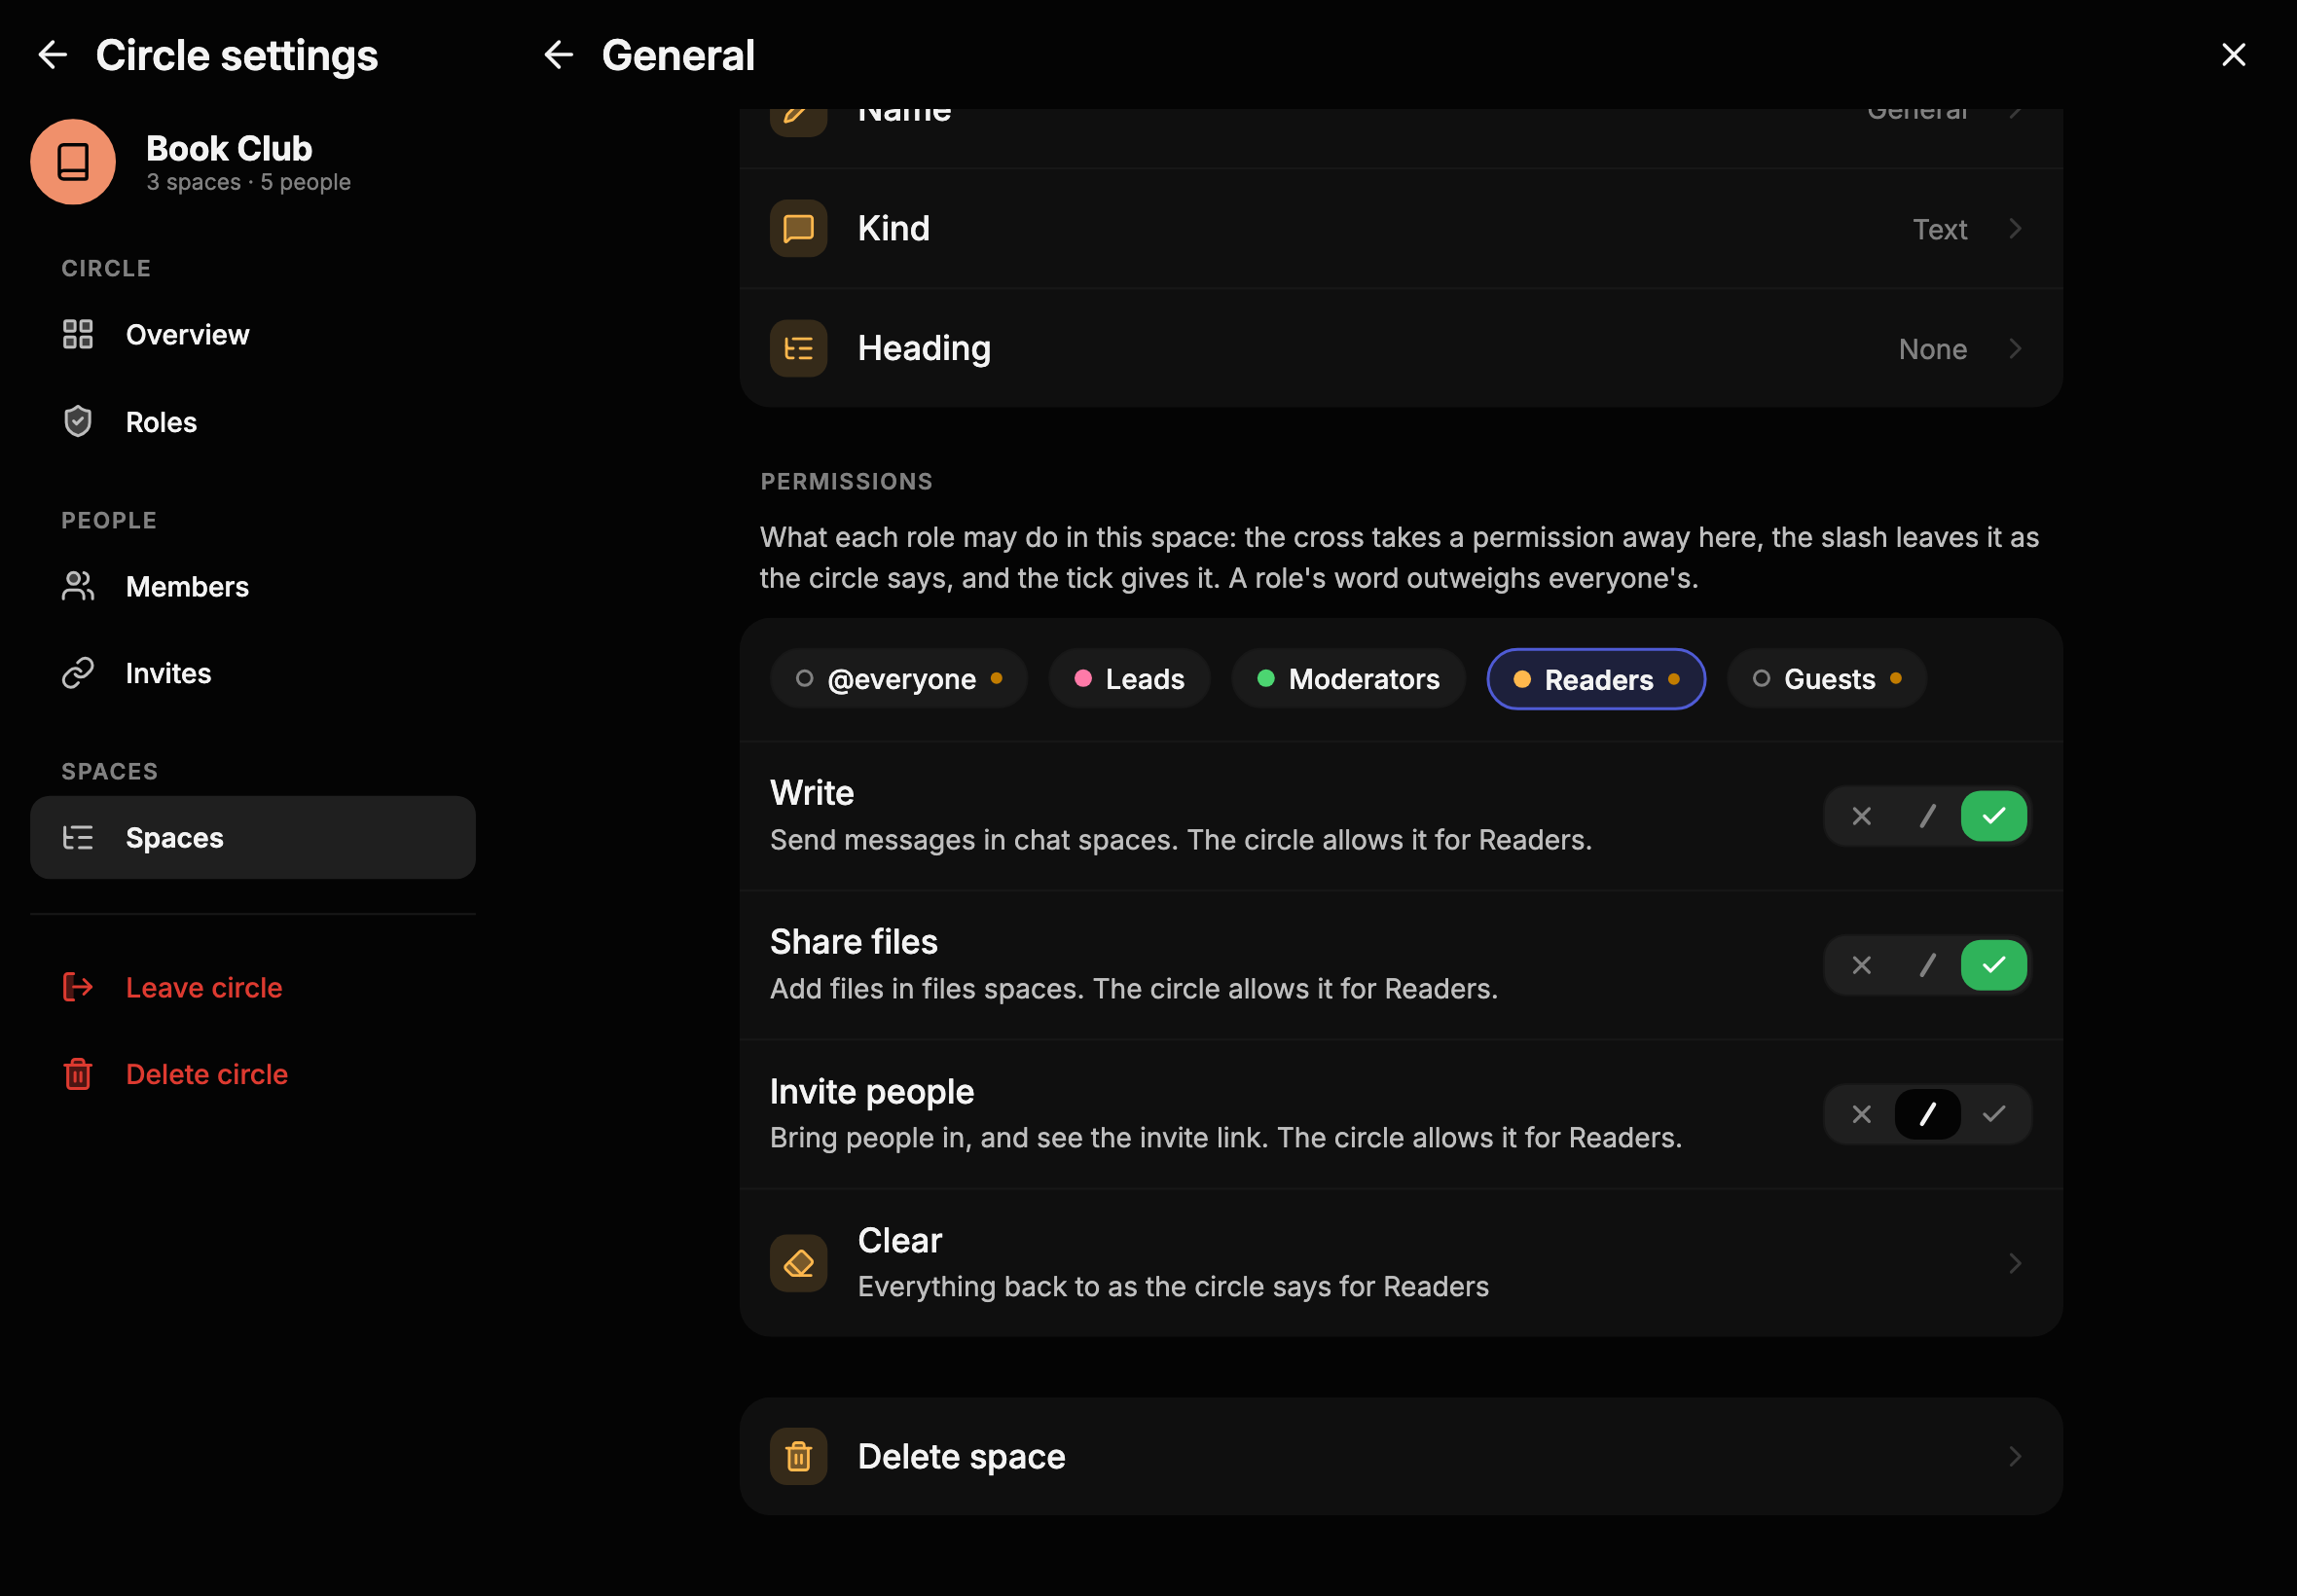 Circle settings
Book Club
3 spaces · 5 people
CIRCLE
Overview
Roles
PEOPLE
Members
Invites
SPACES
Spaces
Leave circle
Delete circle
General
Name
General
Kind
Text
Heading
None
PERMISSIONS
What each role may do in this space: the cross takes a permission away here, the slash leaves it as
the circle says, and the tick gives it. A role's word outweighs everyone's.
@everyone
Leads
Moderators
Readers
Guests
Write
Send messages in chat spaces. The circle allows it for Readers.
Share files
Add files in files spaces. The circle allows it for Readers.
Invite people
Bring people in, and see the invite link. The circle allows it for Readers.
Clear
Everything back to as the circle says for Readers
Delete space